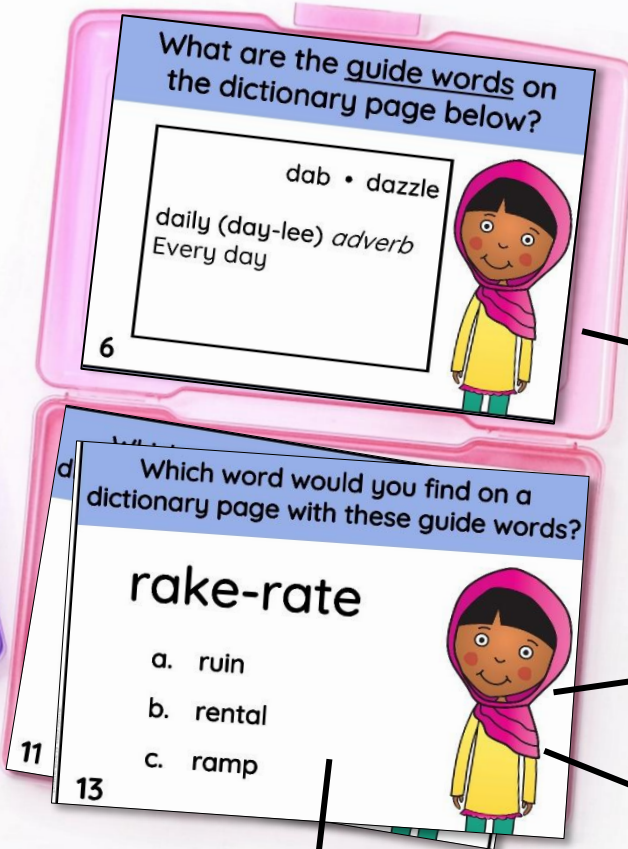 What are the guide words on
the dictionary page below?
dab • dazzle
daily (day-lee) adverb
Every day
6
Which word would you find on a
dictionary page with these guide words?
rake-rate
a. ruin
b. rental
c. ramp
11
13